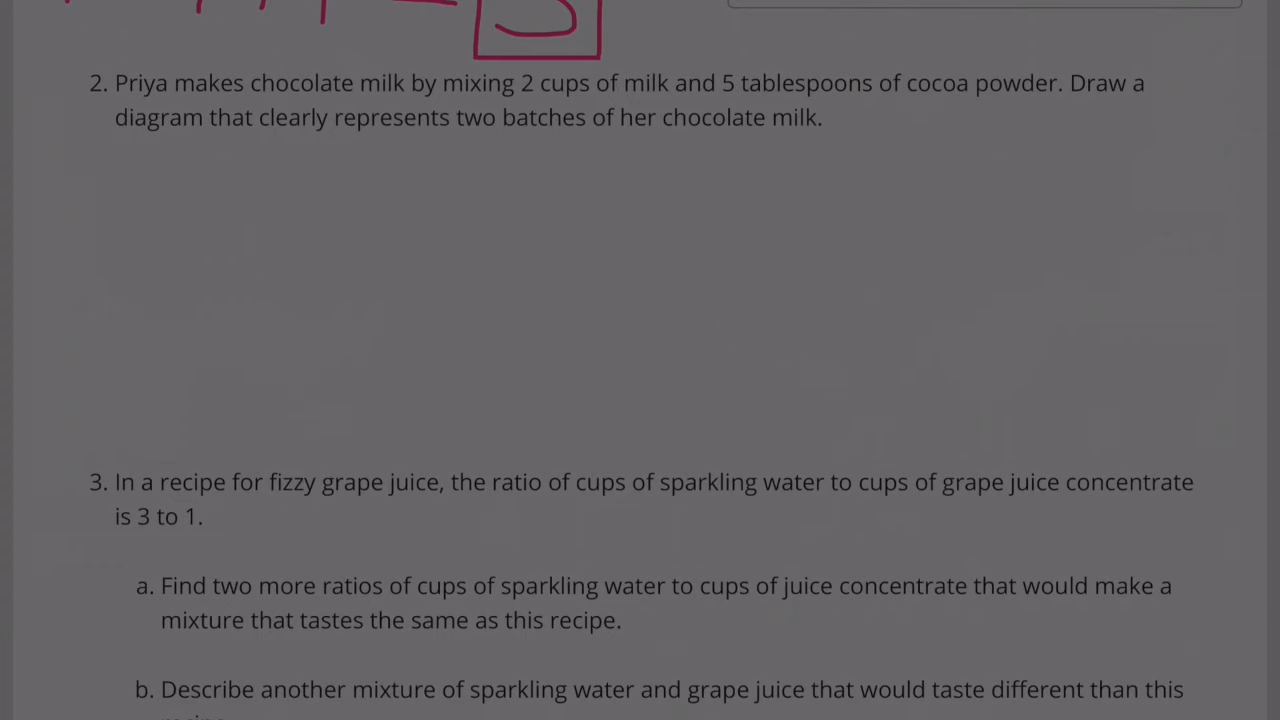 2. Priya makes chocolate milk by mixing 2 cups of milk and 5 tablespoons of cocoa powder. Draw a
diagram that clearly represents two batches of her chocolate milk.
3. In a recipe for fizzy grape juice, the ratio of cups of sparkling water to cups of grape juice concentrate
is 3 to 1.
a. Find two more ratios of cups of sparkling water to cups of juice concentrate that would make a
mixture that tastes the same as this recipe.
b. Describe another mixture of sparkling water and grape juice that would taste different than this